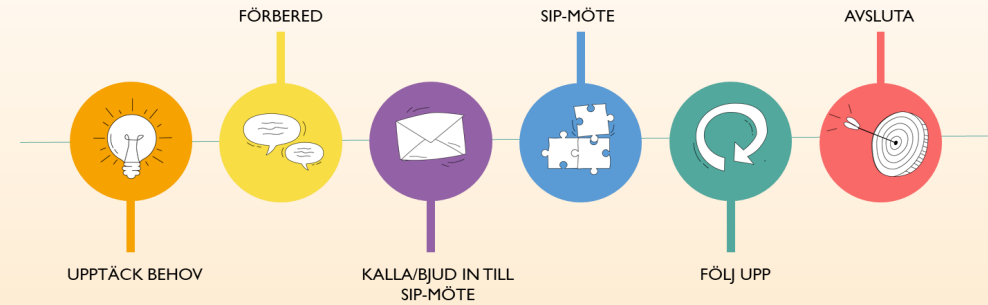 UPPTÄCK BEHOV
FÖRBERED
KALLA/BJUD IN TILL
SIP-MÖTE
SIP-MÖTE
FÖLJ UPP
AVSLUTA